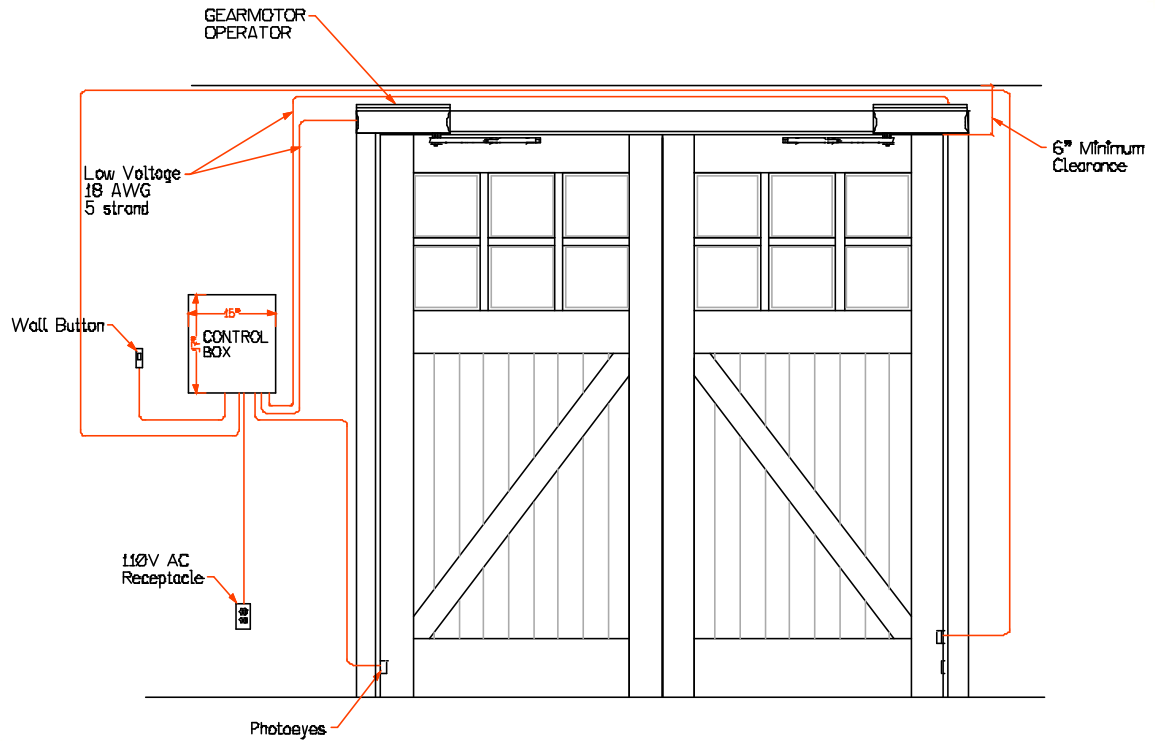 GEARMOTOR
OPERATOR
6" Minimum
Clearance
Low Voltage
18 AWG
5 strand
15"
CONTROL
BOX
Wall Button
110V AC
Receptacle
Photoeyes